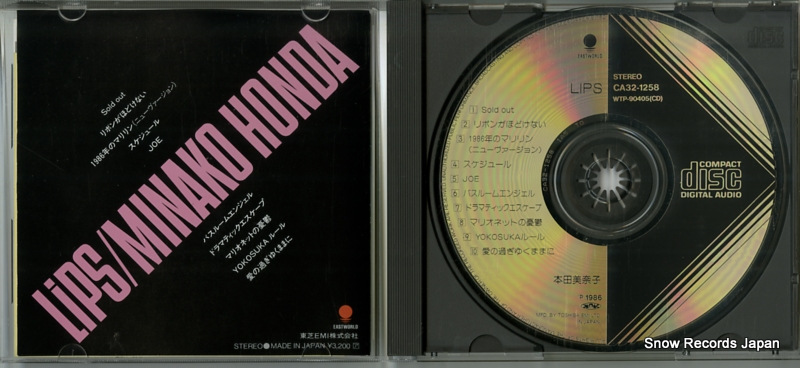 LiPS/MINAKO HONDA
Sold out
リボンがほどけない
1986年のマリリン(ニューヴァージョン)
スケジュール
JOE
バスルームエンジェル
ドラマティックエスケープ
マリオネットの憂鬱
YOKOSUKAルール
愛の過ぎゆくままに
EASTWORLD
東芝EMI株式会社
STEREO●MADE IN JAPAN ¥3,200
EASTWORLD
LIPS
STEREO
CA32-1258
WTP-90405(CD)
1 Sold out
2 リボンがほどけない
3 1986年のマリリン
(ニューヴァージョン)
4 スケジュール
5 JOE
6 バスルームエンジェル
7 ドラマティックエスケープ
8 マリオネットの憂鬱
9 YOKOSUKAルール
10 愛の過ぎゆくままに
COMPACT
disc
DIGITAL AUDIO
本田美奈子
℗ 1986
COMPACT
disc
DIGITAL AUDIO
Snow Records Japan